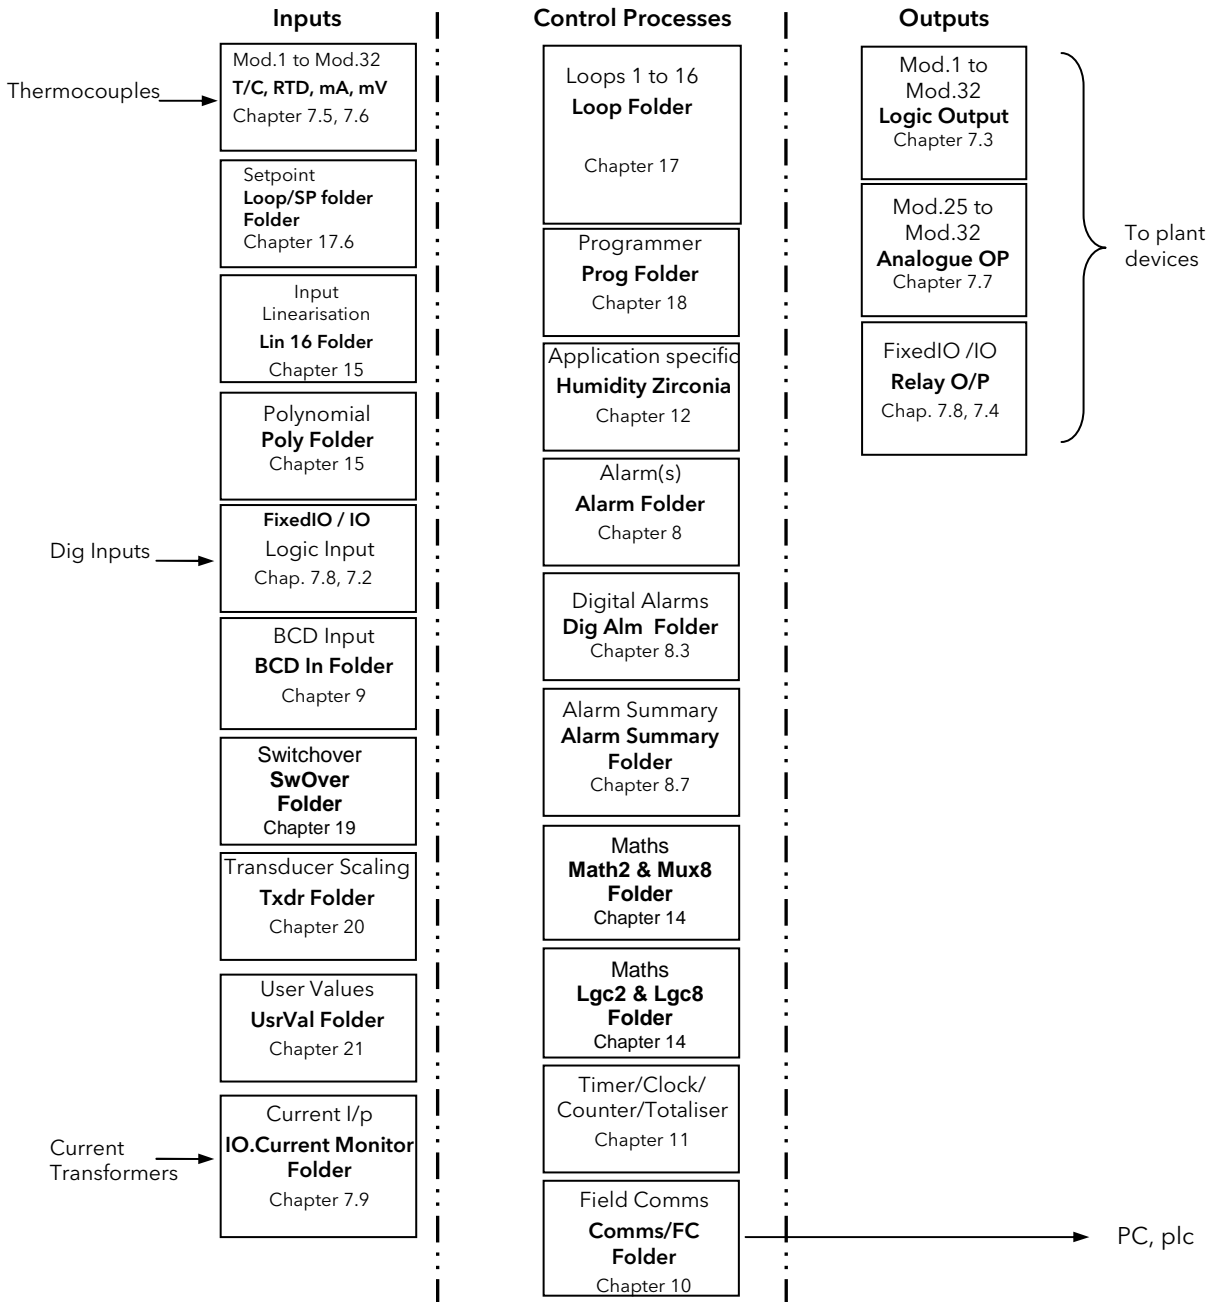 Inputs
Control Processes
Outputs
Thermocouples
Mod.1 to Mod.32
T/C, RTD, mA, mV
Chapter 7.5, 7.6
Setpoint
Loop/SP folder
Folder
Chapter 17.6
Input
Linearisation
Lin 16 Folder
Chapter 15
Polynomial
Poly Folder
Chapter 15
Dig Inputs
FixedIO / IO
Logic Input
Chap. 7.8, 7.2
BCD Input
BCD In Folder
Chapter 9
Switchover
SwOver
Folder
Chapter 19
Transducer Scaling
Txdr Folder
Chapter 20
User Values
UsrVal Folder
Chapter 21
Current
Transformers
Current I/p
IO.Current Monitor
Folder
Chapter 7.9
Loops 1 to 16
Loop Folder
Chapter 17
Programmer
Prog Folder
Chapter 18
Application specific
Humidity Zirconia
Chapter 12
Alarm(s)
Alarm Folder
Chapter 8
Digital Alarms
Dig Alm  Folder
Chapter 8.3
Alarm Summary
Alarm Summary
Folder
Chapter 8.7
Maths
Math2 & Mux8
Folder
Chapter 14
Maths
Lgc2 & Lgc8
Folder
Chapter 14
Timer/Clock/
Counter/Totaliser
Chapter 11
Field Comms
Comms/FC
Folder
Chapter 10
Mod.1 to
Mod.32
Logic Output
Chapter 7.3
Mod.25 to
Mod.32
Analogue OP
Chapter 7.7
FixedIO /IO
Relay O/P
Chap. 7.8, 7.4
To plant
devices
PC, plc